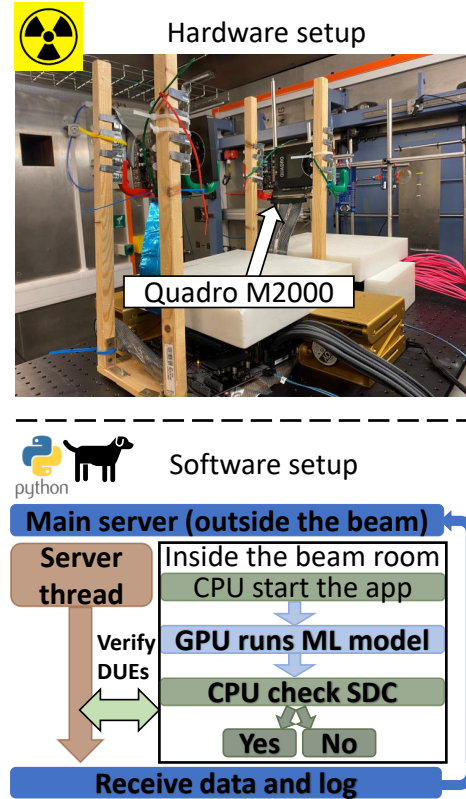 Hardware setup
QUADRO
Quadro M2000
python
Software setup
Main server (outside the beam)
Server
thread
Inside the beam room
CPU start the app
Verify
DUEs
GPU runs ML model
CPU check SDC
Yes No
Receive data and log